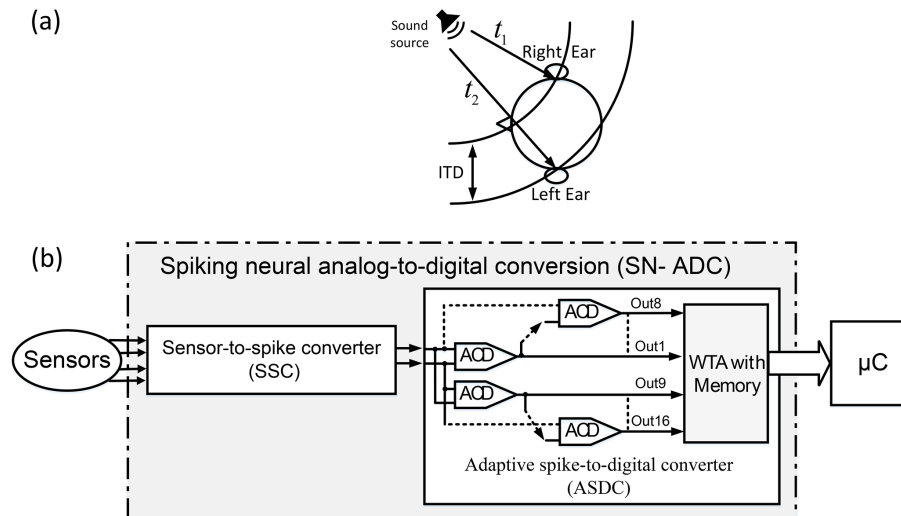 (a)
Sound
source
t1
Right Ear
t2
ITD
Left Ear
(b)
Spiking neural analog-to-digital conversion (SN- ADC)
Sensors
Sensor-to-spike converter
(SSC)
ACD
Out8
ACD
Out1
ACD
Out9
ACD
Out16
WTA with
Memory
µC
Adaptive spike-to-digital converter
(ASDC)